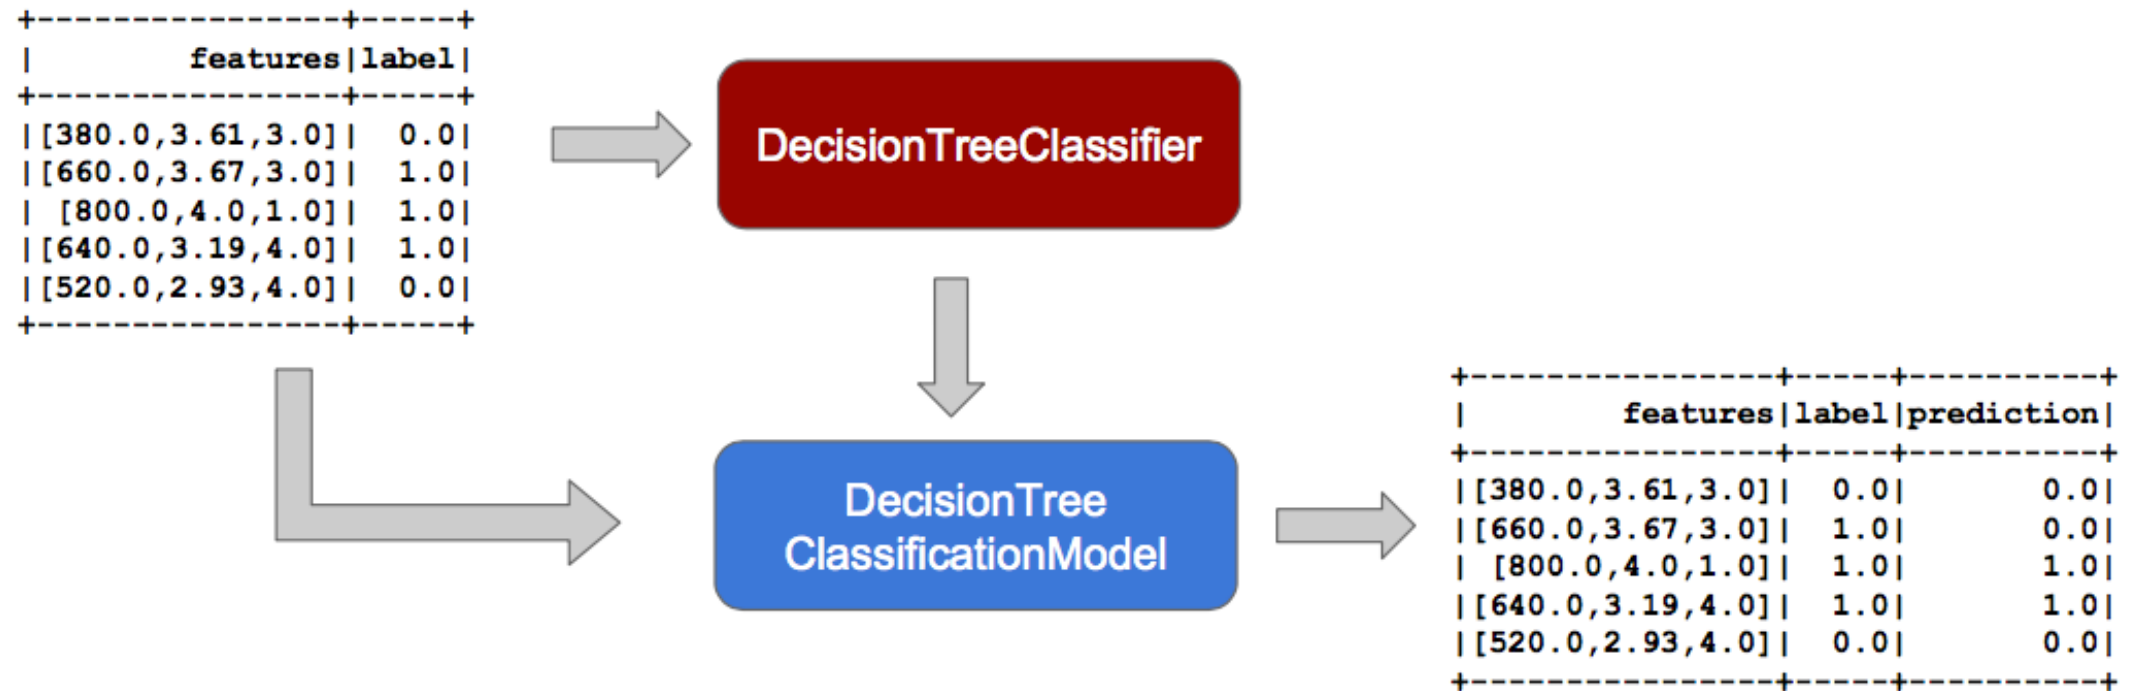 +----------------+-----+
|        features|label|
+----------------+-----+
|[380.0,3.61,3.0]|  0.0|
|[660.0,3.67,3.0]|  1.0|
| [800.0,4.0,1.0]|  1.0|
|[640.0,3.19,4.0]|  1.0|
|[520.0,2.93,4.0]|  0.0|
+----------------+-----+
DecisionTreeClassifier
DecisionTree
ClassificationModel
+----------------+-----+----------+
|        features|label|prediction|
+----------------+-----+----------+
|[380.0,3.61,3.0]|  0.0|       0.0|
|[660.0,3.67,3.0]|  1.0|       0.0|
| [800.0,4.0,1.0]|  1.0|       1.0|
|[640.0,3.19,4.0]|  1.0|       1.0|
|[520.0,2.93,4.0]|  0.0|       0.0|
+----------------+-----+----------+